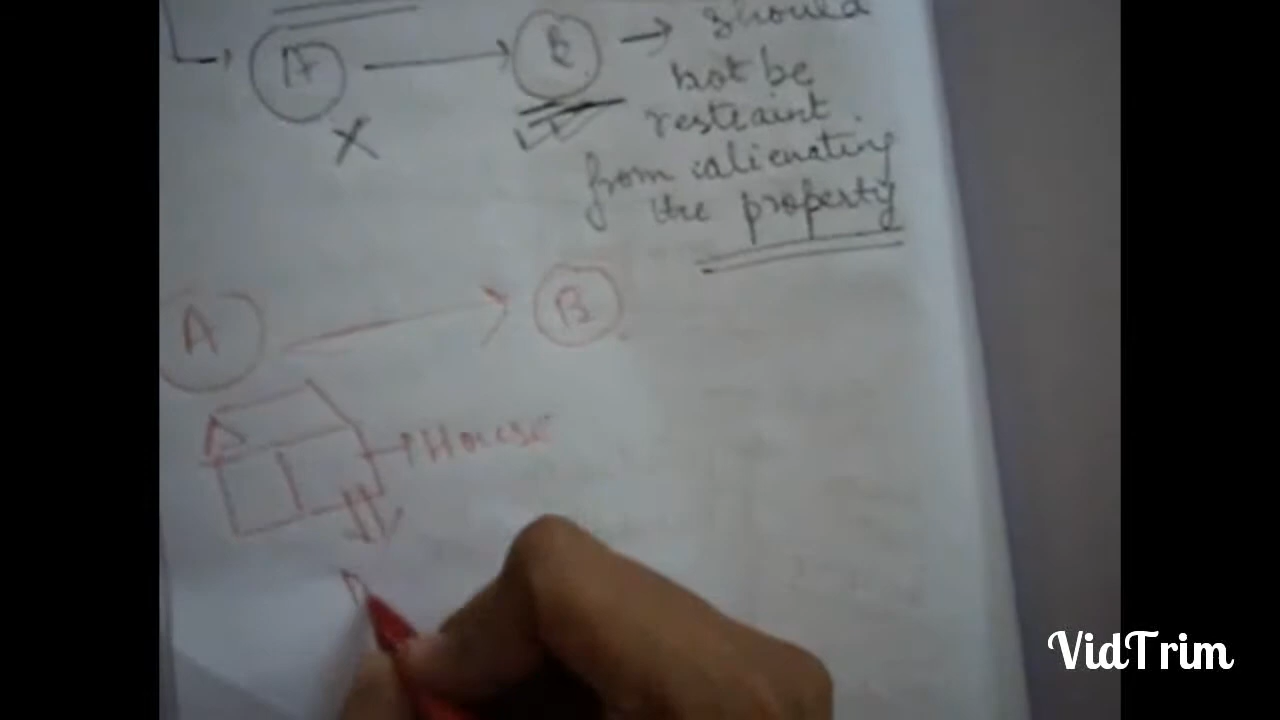 A
B
should
not be
restraint
from alienating
the property
A
B
House
VidTrim